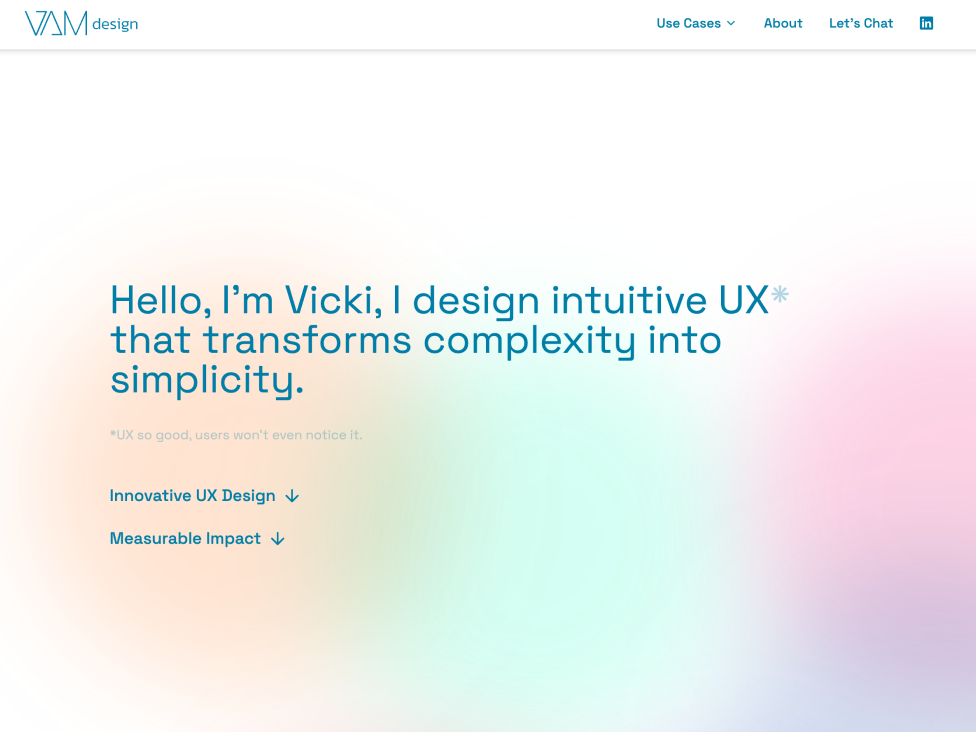 VAM design
Use Cases
About
Let's Chat
in
Hello, I'm Vicki, I design intuitive UX*
that transforms complexity into
simplicity.
*UX so good, users won't even notice it.
Innovative UX Design
Measurable Impact